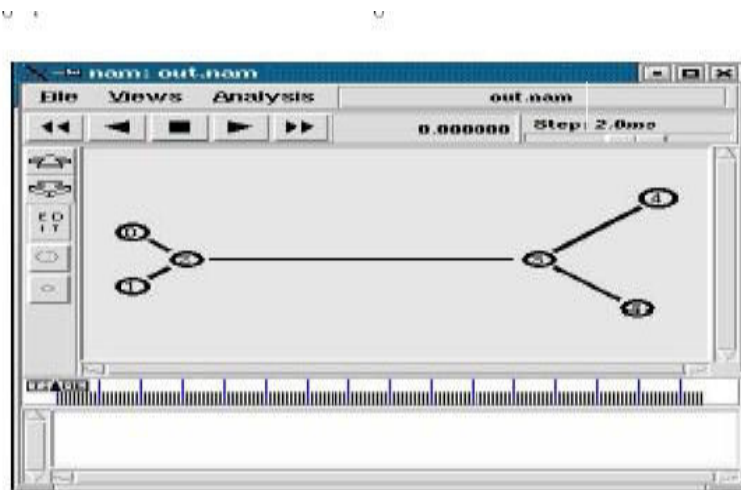 nam: out.nam
File Views Analysis out.nam
0.000000 Step: 2.0ms
E D
I T
0
4
2
3
1
5
TIME